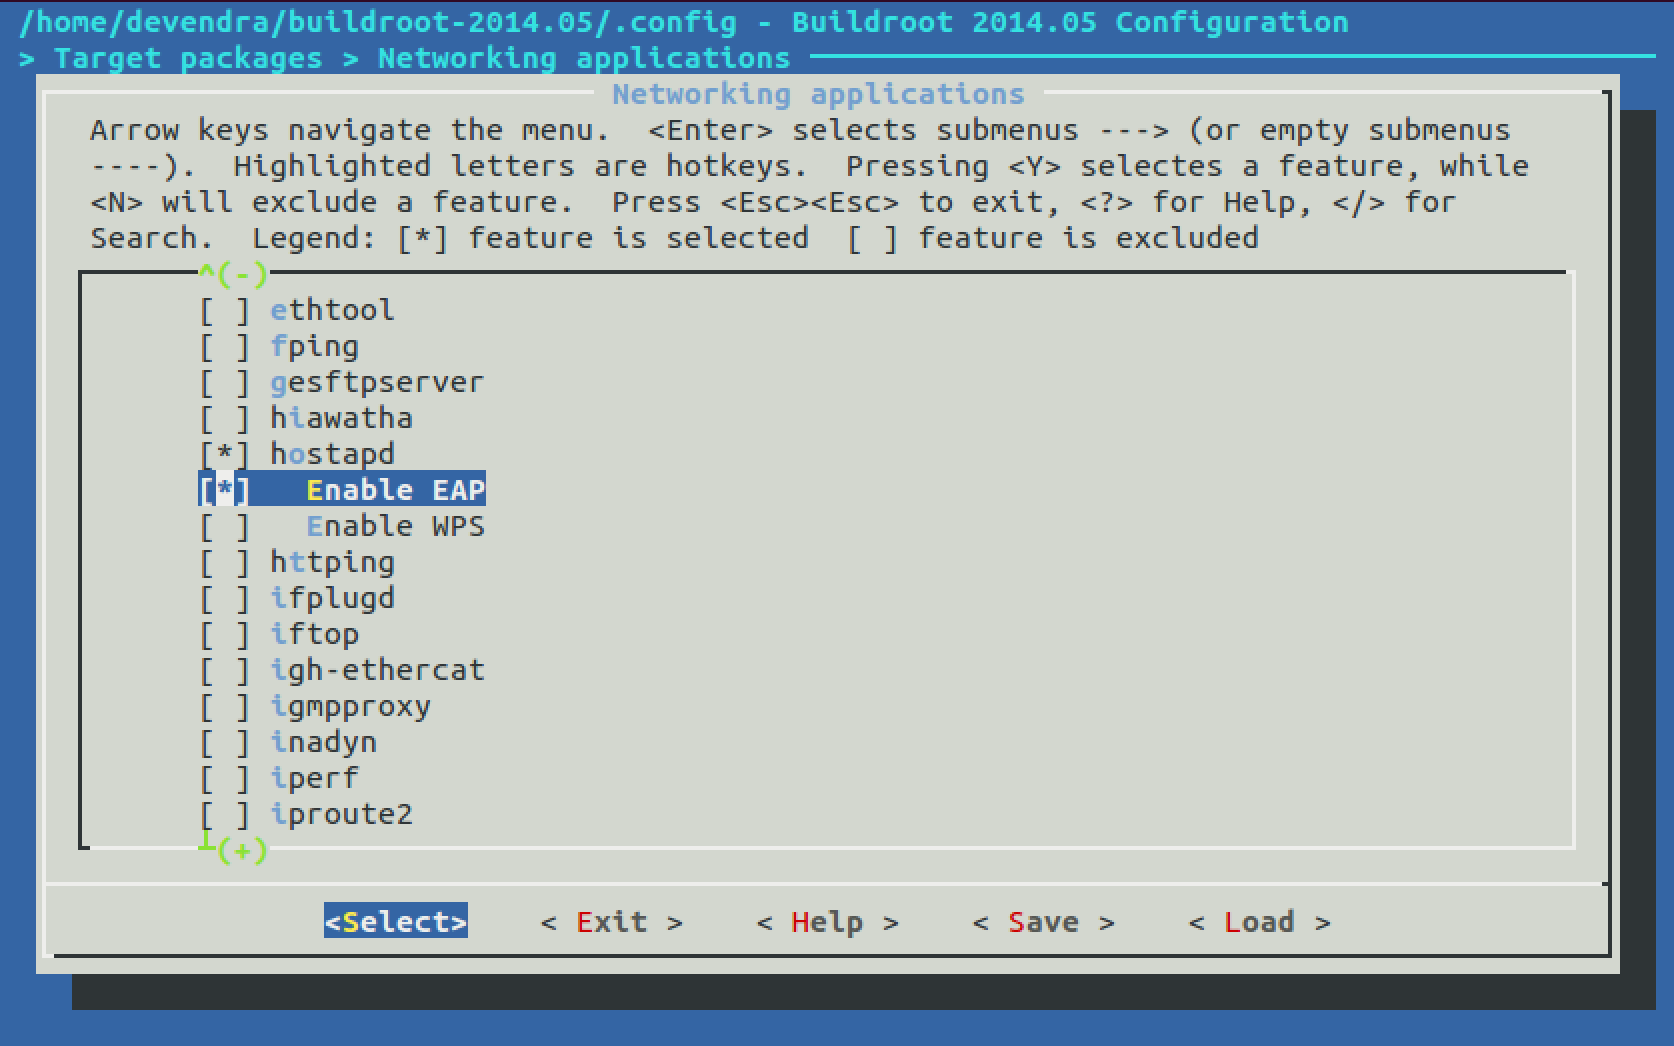 /home/devendra/buildroot-2014.05/.config - Buildroot 2014.05 Configuration
> Target packages > Networking applications
Networking applications
Arrow keys navigate the menu.  <Enter> selects submenus ---> (or empty submenus
----).  Highlighted letters are hotkeys.  Pressing <Y> selectes a feature, while
<N> will exclude a feature.  Press <Esc><Esc> to exit, <?> for Help, </> for
Search.  Legend: [*] feature is selected  [ ] feature is excluded
^(-)
[ ] ethtool
[ ] fping
[ ] gesftpserver
[ ] hiawatha
[*] hostapd
[*]   Enable EAP
[ ]   Enable WPS
[ ] httping
[ ] ifplugd
[ ] iftop
[ ] igh-ethercat
[ ] igmpproxy
[ ] inadyn
[ ] iperf
[ ] iproute2
┴(+)
<Select>    < Exit >    < Help >    < Save >    < Load >